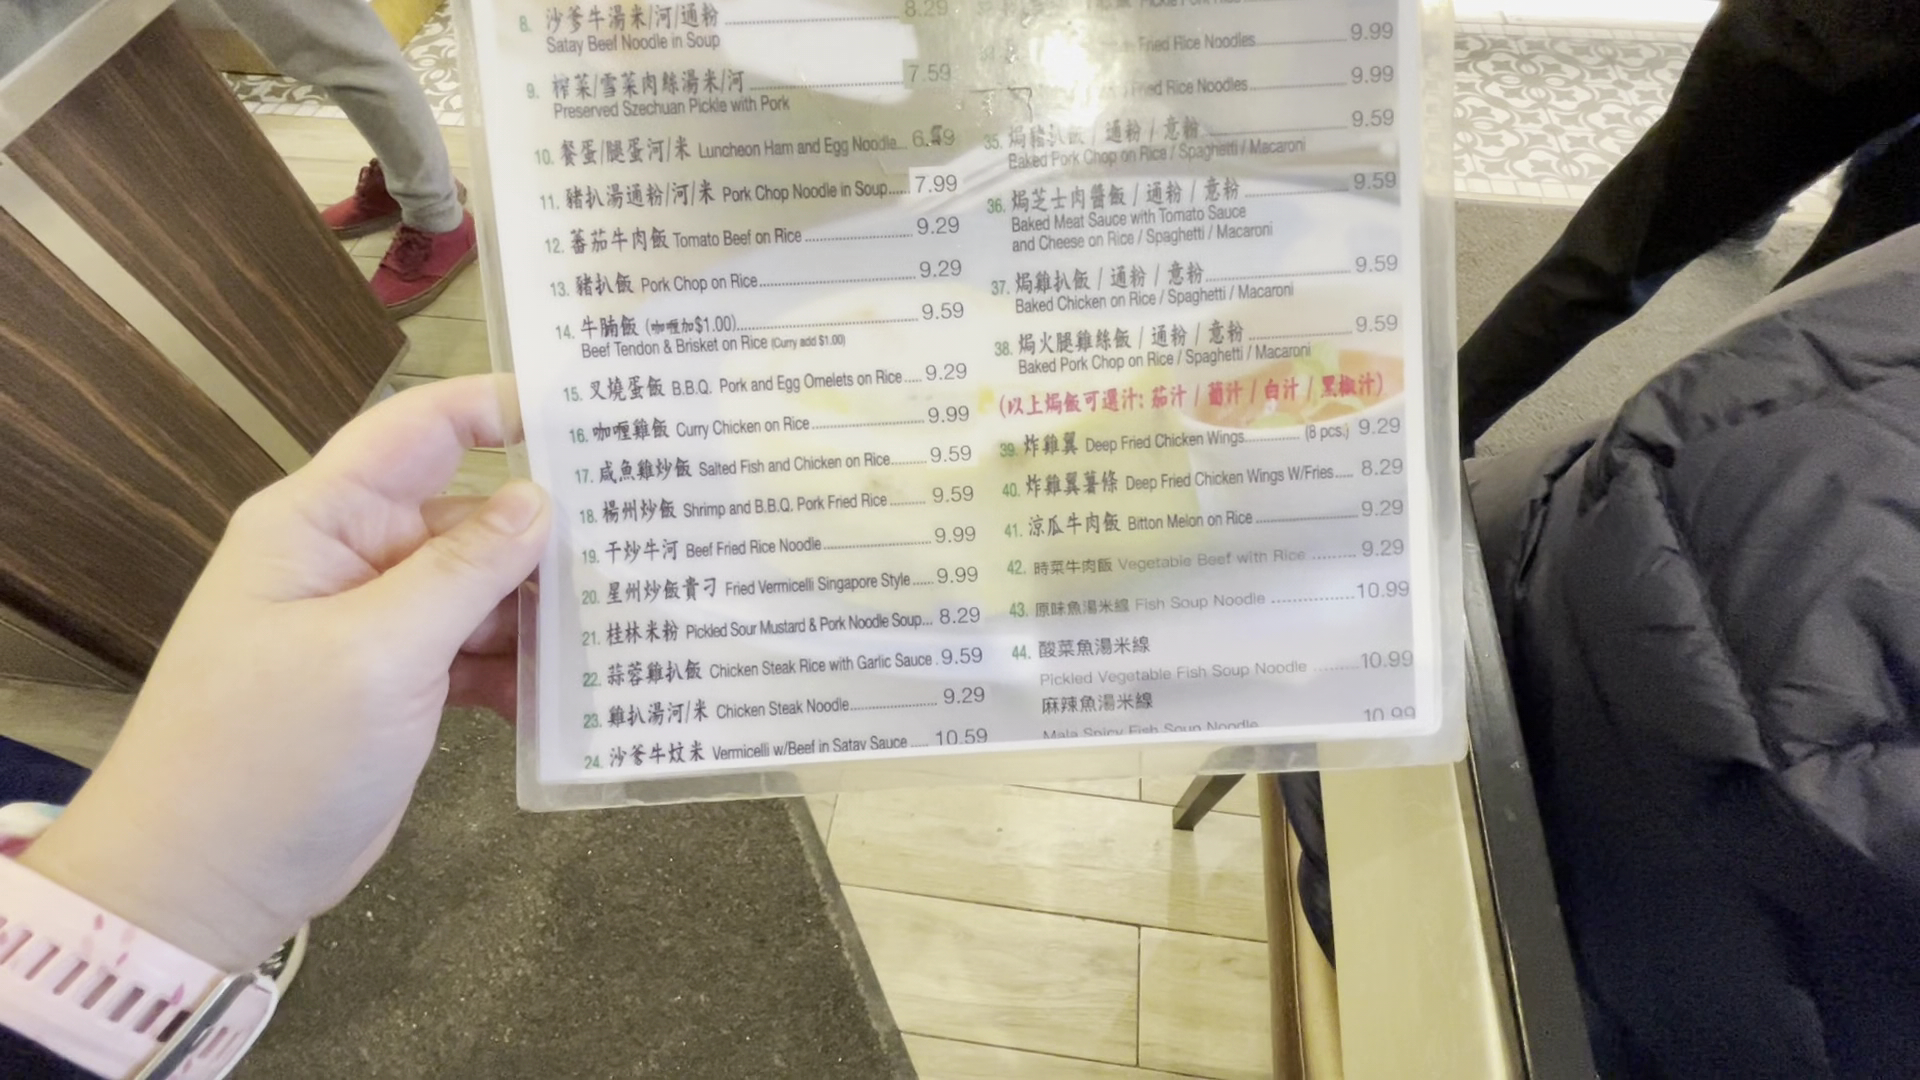 8. 沙爹牛湯米/河/通粉 8.29
Satay Beef Noodle in Soup
9. 榨菜/雪菜肉絲湯米/河 7.59
Preserved Szechuan Pickle with Pork
10. 餐蛋/腿蛋河/米 Luncheon Ham and Egg Noodle...
11. 豬扒湯通粉/河/米 Pork Chop Noodle in Soup..... 7.99
12. 蕃茄牛肉飯 Tomato Beef on Rice 9.29
13. 豬扒飯 Pork Chop on Rice 9.29
14. 牛腩飯 (咖喱加$1.00) 9.59
Beef Tendon & Brisket on Rice (Curry add $1.00)
15. 叉燒蛋飯 B.B.Q. Pork and Egg Omelets on Rice 9.29
16. 咖喱雞飯 Curry Chicken on Rice 9.99
17. 咸魚雞炒飯 Salted Fish and Chicken on Rice 9.59
18. 楊州炒飯 Shrimp and B.B.Q. Pork Fried Rice 9.59
19. 干炒牛河 Beef Fried Rice Noodle 9.99
20. 星州炒飯貴刁 Fried Vermicelli Singapore Style 9.99
21. 桂林米粉 Pickled Sour Mustard & Pork Noodle Soup... 8.29
22. 蒜蓉雞扒飯 Chicken Steak Rice with Garlic Sauce . 9.59
23. 雞扒湯河/米 Chicken Steak Noodle 9.29
24. 沙爹牛炆米 Vermicelli w/Beef in Satay Sauce 10.59
Fried Rice Noodles 9.99
Fried Rice Noodles 9.99
35. 焗豬扒飯 / 通粉 / 意粉 9.59
Baked Pork Chop on Rice / Spaghetti / Macaroni
36. 焗芝士肉醬飯 / 通粉 / 意粉 9.59
Baked Meat Sauce with Tomato Sauce
and Cheese on Rice / Spaghetti / Macaroni
37. 焗雞扒飯 / 通粉 / 意粉 9.59
Baked Chicken on Rice / Spaghetti / Macaroni
38. 焗火腿雞絲飯 / 通粉 / 意粉 9.59
Baked Pork Chop on Rice / Spaghetti / Macaroni
(以上焗飯可選汁: 茄汁 / 葡汁 / 白汁 / 黑椒汁)
39. 炸雞翼 Deep Fried Chicken Wings (8 pcs.) 9.29
40. 炸雞翼薯條 Deep Fried Chicken Wings W/Fries 8.29
41. 涼瓜牛肉飯 Bitton Melon on Rice 9.29
42. 時菜牛肉飯 Vegetable Beef with Rice 9.29
43. 原味魚湯米線 Fish Soup Noodle 10.99
44. 酸菜魚湯米線
Pickled Vegetable Fish Soup Noodle 10.99
麻辣魚湯米線
Mala Spicy Fish Soup Noodle 10.99